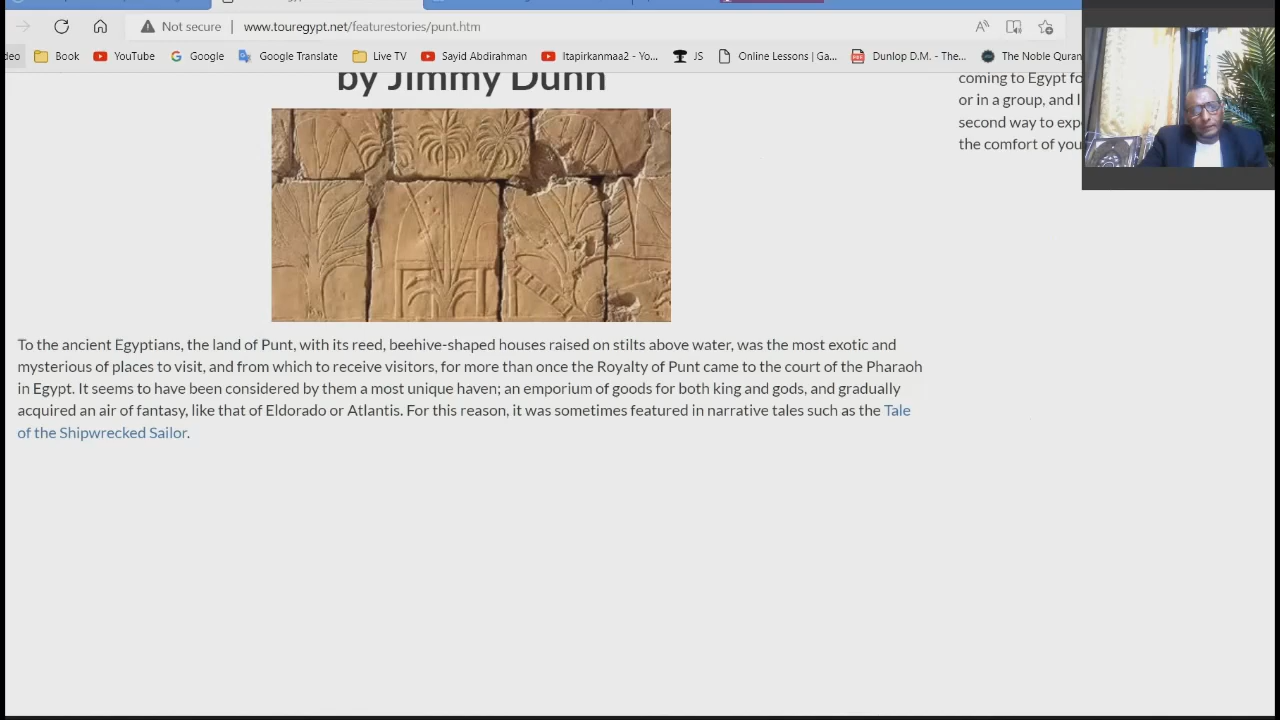 Not secure
www.touregypt.net/featurestories/punt.htm
deo
Book
YouTube
Google
Google Translate
Live TV
Sayid Abdirahman
Itapirkanmaa2 - Yo...
JS
Online Lessons | Ga...
Dunlop D.M. - The...
The Noble Quran
by Jimmy Dunn
coming to Egypt fo
or in a group, and I
second way to exp
the comfort of you
To the ancient Egyptians, the land of Punt, with its reed, beehive-shaped houses raised on stilts above water, was the most exotic and
mysterious of places to visit, and from which to receive visitors, for more than once the Royalty of Punt came to the court of the Pharaoh
in Egypt. It seems to have been considered by them a most unique haven; an emporium of goods for both king and gods, and gradually
acquired an air of fantasy, like that of Eldorado or Atlantis. For this reason, it was sometimes featured in narrative tales such as the Tale
of the Shipwrecked Sailor.